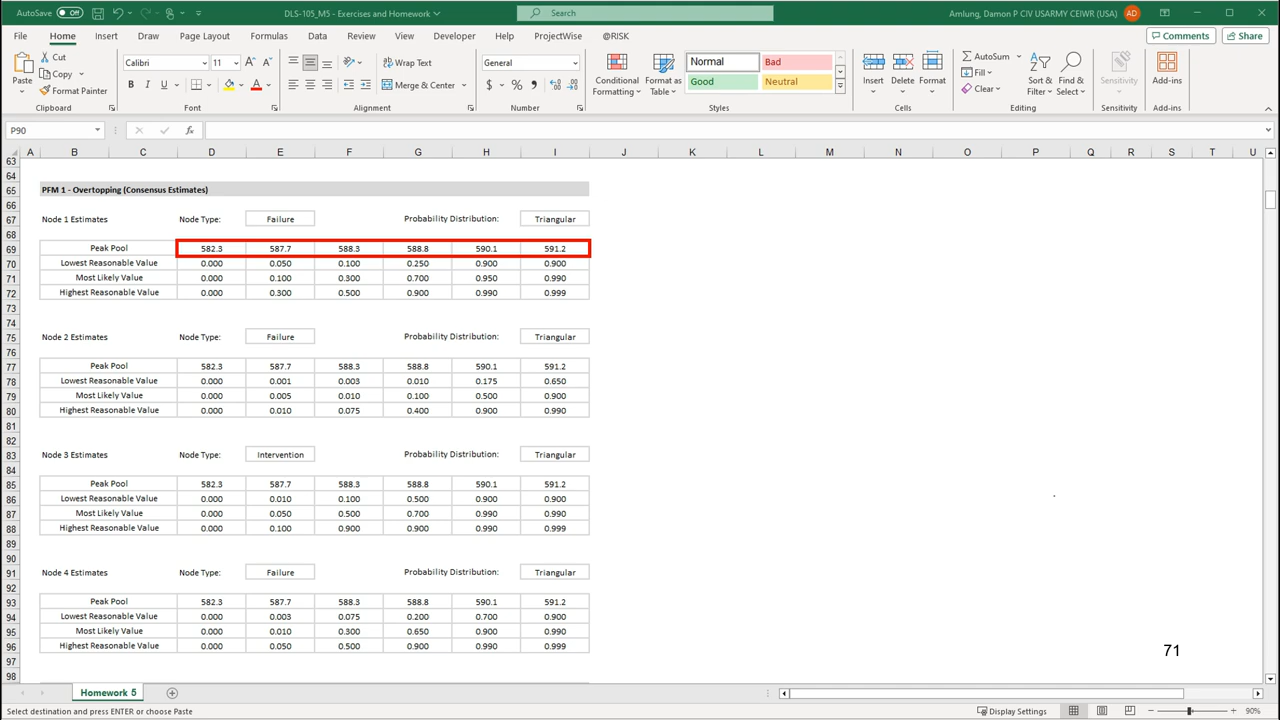 AutoSave Off DLS-105_M5 - Exercises and Homework Search Amlung, Damon P CIV USARMY CEIWR (USA) AD
File Home Insert Draw Page Layout Formulas Data Review View Developer Help ProjectWise @RISK Comments Share
Paste Cut Copy Format Painter
Calibri 11 A A B I U A
Wrap Text Merge & Center
General $ % ,
Conditional Formatting Format as Table
Normal Bad
Good Neutral
Insert Delete Format
AutoSum Fill Clear
Sort & Filter Find & Select
Sensitivity
Add-ins
Clipboard Font Alignment Number Styles Cells Editing Sensitivity Add-ins
P90 fx
A B C D E F G H I J K L M N O P Q R S T U
63
64
65 PFM 1 - Overtopping (Consensus Estimates)
66
67 Node 1 Estimates Node Type: Failure Probability Distribution: Triangular
68
69 Peak Pool 582.3 587.7 588.3 588.8 590.1 591.2
70 Lowest Reasonable Value 0.000 0.050 0.100 0.250 0.900 0.900
71 Most Likely Value 0.000 0.100 0.300 0.700 0.950 0.990
72 Highest Reasonable Value 0.000 0.300 0.500 0.900 0.990 0.999
73
74
75 Node 2 Estimates Node Type: Failure Probability Distribution: Triangular
76
77 Peak Pool 582.3 587.7 588.3 588.8 590.1 591.2
78 Lowest Reasonable Value 0.000 0.001 0.003 0.010 0.175 0.650
79 Most Likely Value 0.000 0.005 0.010 0.100 0.500 0.900
80 Highest Reasonable Value 0.000 0.010 0.075 0.400 0.900 0.990
81
82
83 Node 3 Estimates Node Type: Intervention Probability Distribution: Triangular
84
85 Peak Pool 582.3 587.7 588.3 588.8 590.1 591.2
86 Lowest Reasonable Value 0.000 0.010 0.100 0.500 0.900 0.900
87 Most Likely Value 0.000 0.050 0.500 0.700 0.990 0.990
88 Highest Reasonable Value 0.000 0.100 0.900 0.900 0.990 0.999
89
90
91 Node 4 Estimates Node Type: Failure Probability Distribution: Triangular
92
93 Peak Pool 582.3 587.7 588.3 588.8 590.1 591.2
94 Lowest Reasonable Value 0.000 0.003 0.075 0.200 0.700 0.900
95 Most Likely Value 0.000 0.010 0.300 0.650 0.900 0.990
96 Highest Reasonable Value 0.000 0.050 0.500 0.900 0.990 0.999
97
98
71
Homework 5
Select destination and press ENTER or choose Paste Display Settings 90%